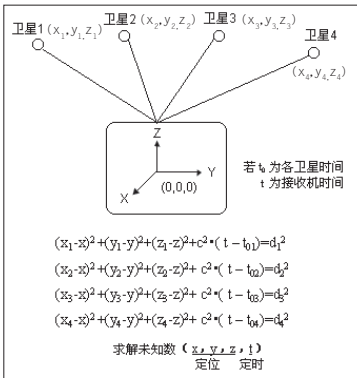 卫星1 (x₁,y₁,z₁)
卫星2 (x₂,y₂,z₂)
卫星3 (x₃,y₃,z₃)
卫星4
(x₄,y₄,z₄)
Z
Y
X
(0,0,0)
若 t₀ 为各卫星时间
t 为接收机时间
(x₁-x)²+(y₁-y)²+(z₁-z)²+c²•(t-t₀₁)=d₁²
(x₂-x)²+(y₂-y)²+(z₂-z)²+c²•(t-t₀₂)=d₂²
(x₃-x)²+(y₃-y)²+(z₃-z)²+c²•(t-t₀₃)=d₃²
(x₄-x)²+(y₄-y)²+(z₄-z)²+c²•(t-t₀₄)=d₄²
求解未知数 (x,y,z,t)
定位 定时